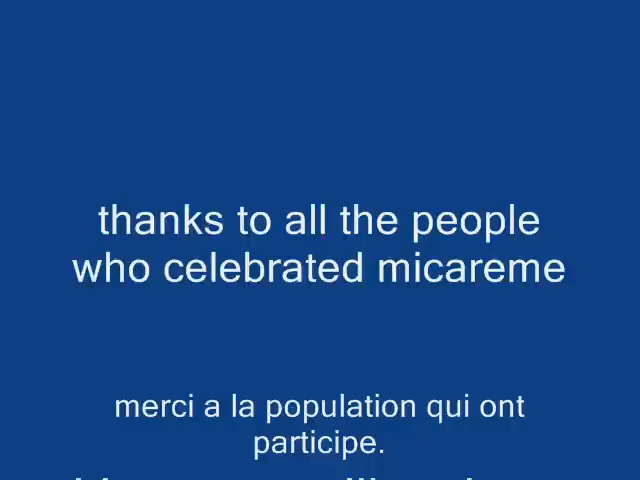 thanks to all the people
who celebrated micareme
merci a la population qui ont
participe.